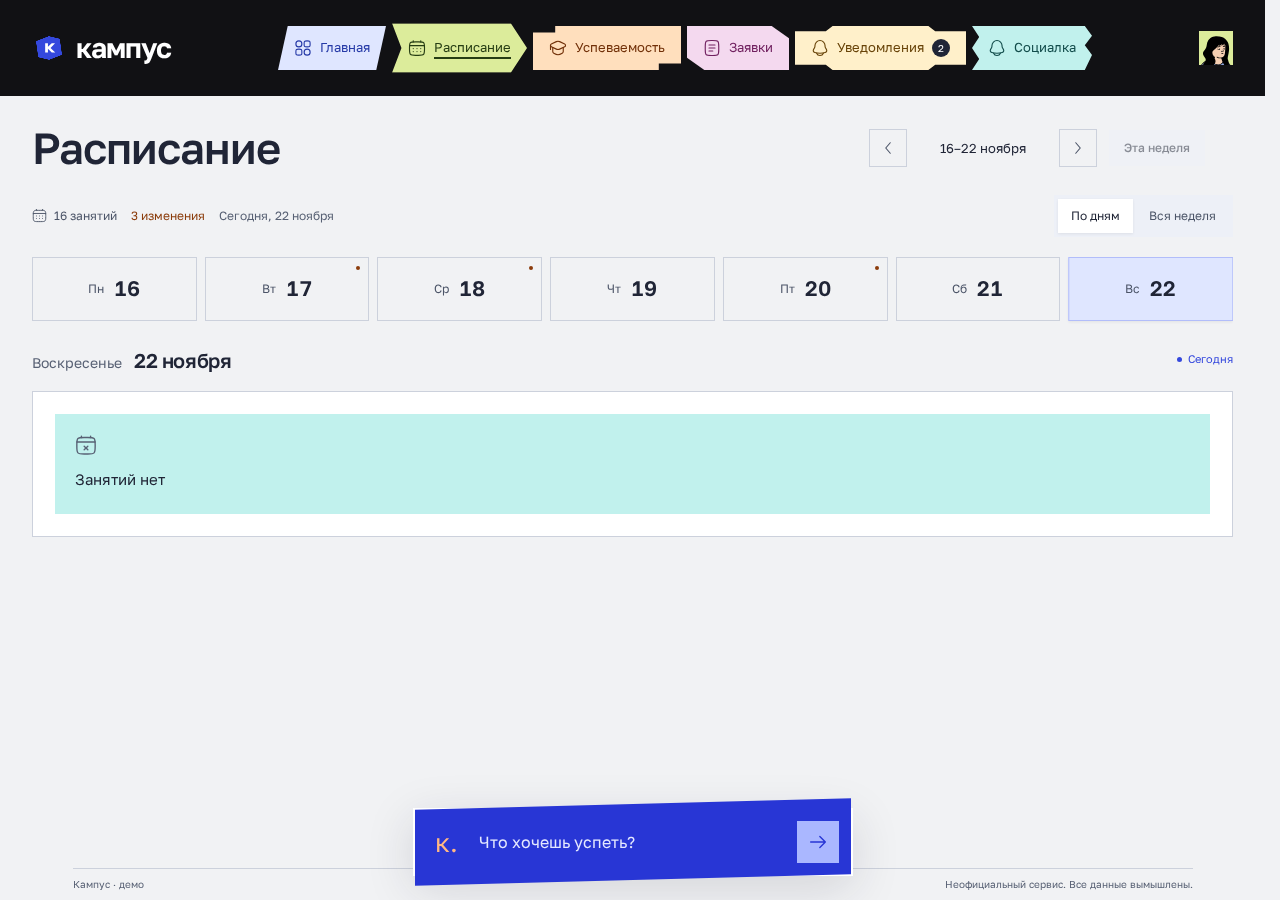 кампус
Главная
Расписание
Успеваемость
Заявки
Уведомления 2
Социалка
Расписание
16–22 ноября
Эта неделя
16 занятий 3 изменения Сегодня, 22 ноября
По дням Вся неделя
Пн 16
Вт 17
Ср 18
Чт 19
Пт 20
Сб 21
Вс 22
Воскресенье 22 ноября
Сегодня
Занятий нет
к. Что хочешь успеть?
Кампус · демо
Неофициальный сервис. Все данные вымышлены.